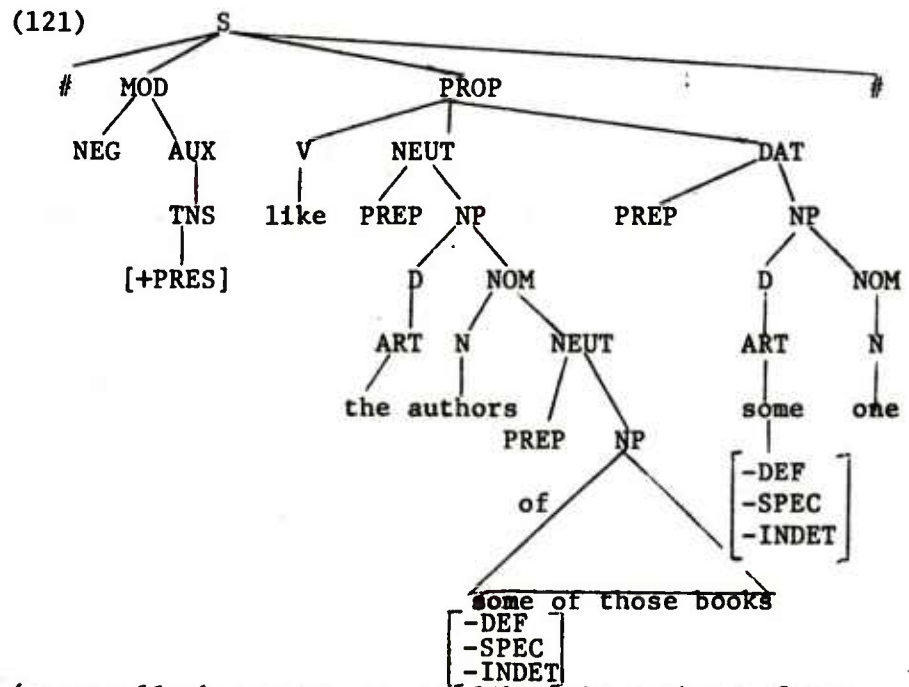 (121) S
# MOD PROP #
NEG AUX V NEUT DAT
TNS like PREP NP PREP NP
[+PRES] D NOM D NOM
ART N NEUT ART N
the authors some one
PREP NP
-DEF
of -SPEC
-INDET
some of those books
-DEF
-SPEC
-INDET